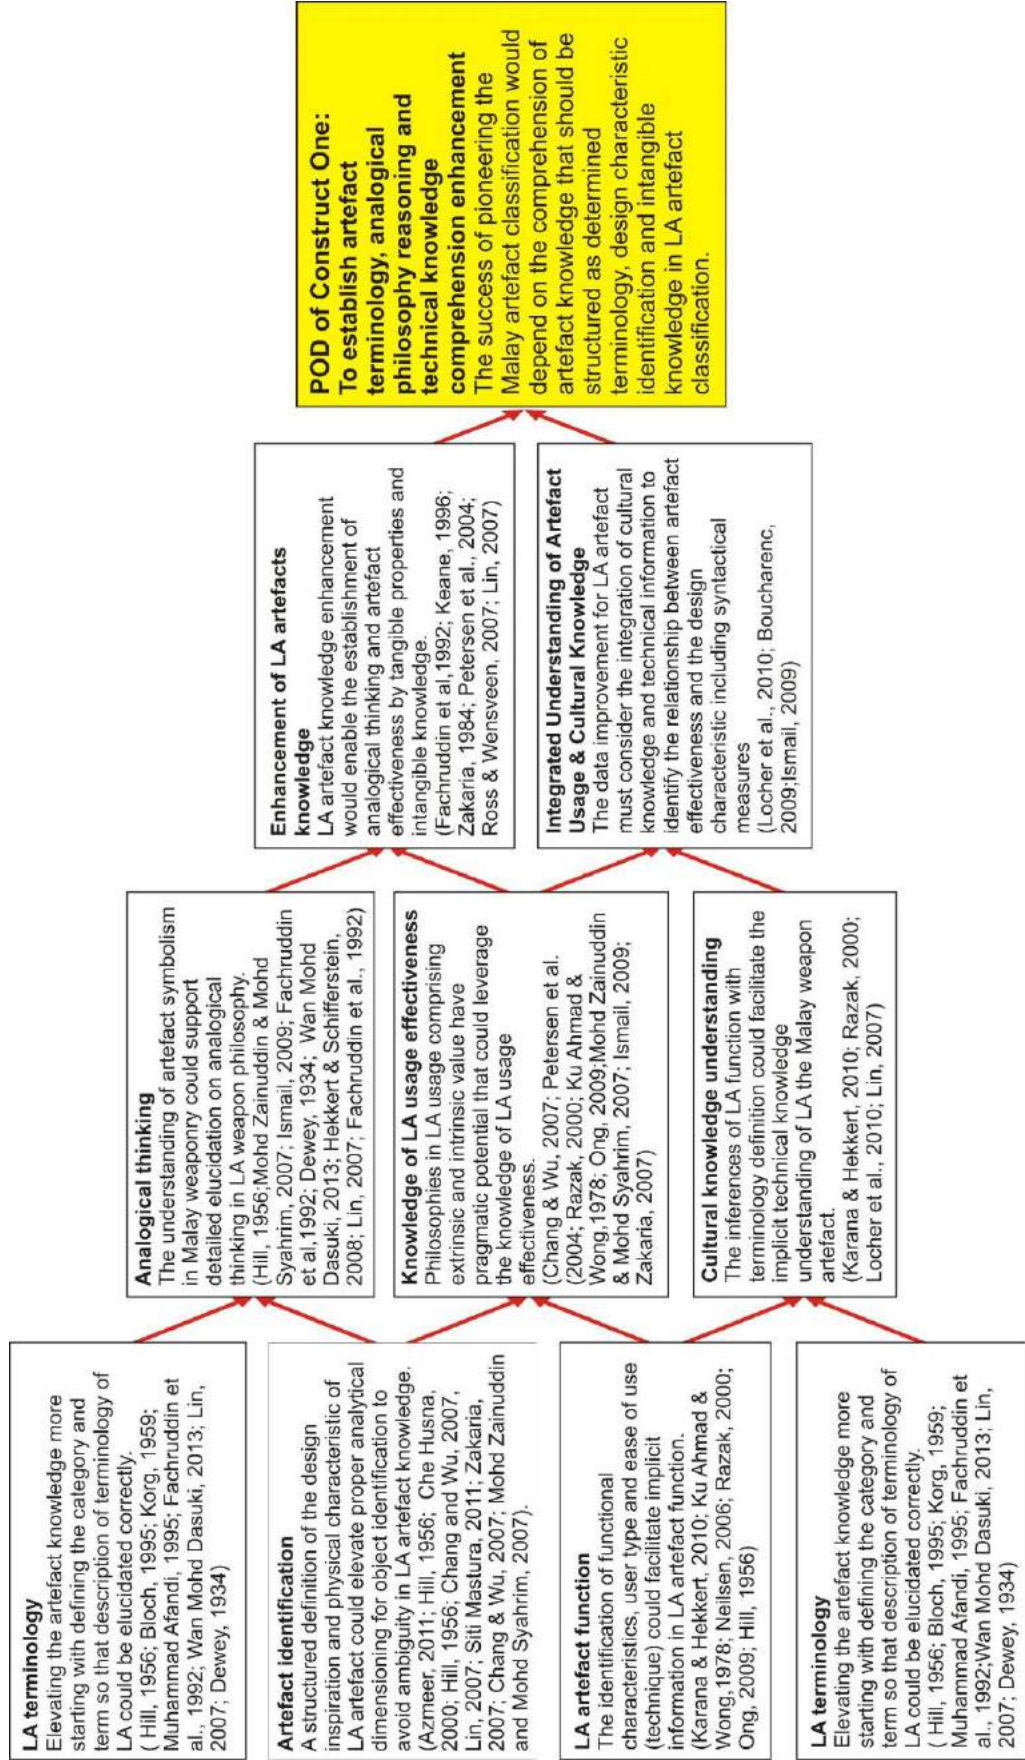 LA terminology
Elevating the artefact knowledge more
starting with defining the category and
term so that description of terminology of
LA could be elucidated correctly.
( Hill, 1956; Bloch, 1995; Korg, 1959;
Muhammad Afandi, 1995; Fachruddin et
al., 1992; Wan Mohd Dasuki, 2013; Lin,
2007; Dewey, 1934)
Artefact identification
A structured definition of the design
inspiration and physical characteristic of
LA artefact could elevate proper analytical
dimensioning for object identification to
avoid ambiguity in LA artefact knowledge.
(Azmeer, 2011; Hill, 1956; Che Husna,
2000; Hill, 1956; Chang and Wu, 2007,
Lin, 2007; Siti Mastura, 2011; Zakaria,
2007; Chang & Wu, 2007; Mohd Zainuddin
and Mohd Syahrim, 2007).
LA artefact function
The identification of functional
characteristics, user type and ease of use
(technique) could facilitate implicit
information in LA artefact function.
(Karana & Hekkert, 2010; Ku Ahmad &
Wong,1978; Neilsen, 2006; Razak, 2000;
Ong, 2009; Hill, 1956)
LA terminology
Elevating the artefact knowledge more
starting with defining the category and
term so that description of terminology of
LA could be elucidated correctly.
( Hill, 1956; Bloch, 1995; Korg, 1959;
Muhammad Afandi, 1995; Fachruddin et
al., 1992;Wan Mohd Dasuki, 2013; Lin,
2007; Dewey, 1934)
Analogical thinking
The understanding of artefact symbolism
in Malay weaponry could support
detailed elucidation on analogical
thinking in LA weapon philosophy.
(Hill, 1956;Mohd Zainuddin & Mohd
Syahrim, 2007; Ismail, 2009; Fachruddin
et al,1992; Dewey, 1934; Wan Mohd
Dasuki, 2013; Hekkert & Schifferstein,
2008; Lin, 2007; Fachruddin et al., 1992)
Knowledge of LA usage effectiveness
Philosophies in LA usage comprising
extrinsic and intrinsic value have
pragmatic potential that could leverage
the knowledge of LA usage
effectiveness.
(Chang & Wu, 2007; Petersen et al.
(2004; Razak, 2000; Ku Ahmad &
Wong,1978; Ong, 2009;Mohd Zainuddin
& Mohd Syahrim, 2007; Ismail, 2009;
Zakaria, 2007)
Cultural knowledge understanding
The inferences of LA function with
terminology definition could facilitate the
implicit technical knowledge
understanding of LA the Malay weapon
artefact.
(Karana & Hekkert, 2010; Razak, 2000;
Locher et al., 2010; Lin, 2007)
Enhancement of LA artefacts
knowledge
LA artefact knowledge enhancement
would enable the establishment of
analogical thinking and artefact
effectiveness by tangible properties and
intangible knowledge.
(Fachruddin et al,1992; Keane, 1996;
Zakaria, 1984; Petersen et al., 2004;
Ross & Wensveen, 2007; Lin, 2007)
Integrated Understanding of Artefact
Usage & Cultural Knowledge
The data improvement for LA artefact
must consider the integration of cultural
knowledge and technical information to
identify the relationship between artefact
effectiveness and the design
characteristic including syntactical
measures
(Locher et al., 2010; Boucharenc,
2009;Ismail, 2009)
POD of Construct One:
To establish artefact
terminology, analogical
philosophy reasoning and
technical knowledge
comprehension enhancement
The success of pioneering the
Malay artefact classification would
depend on the comprehension of
artefact knowledge that should be
structured as determined
terminology, design characteristic
identification and intangible
knowledge in LA artefact
classification.